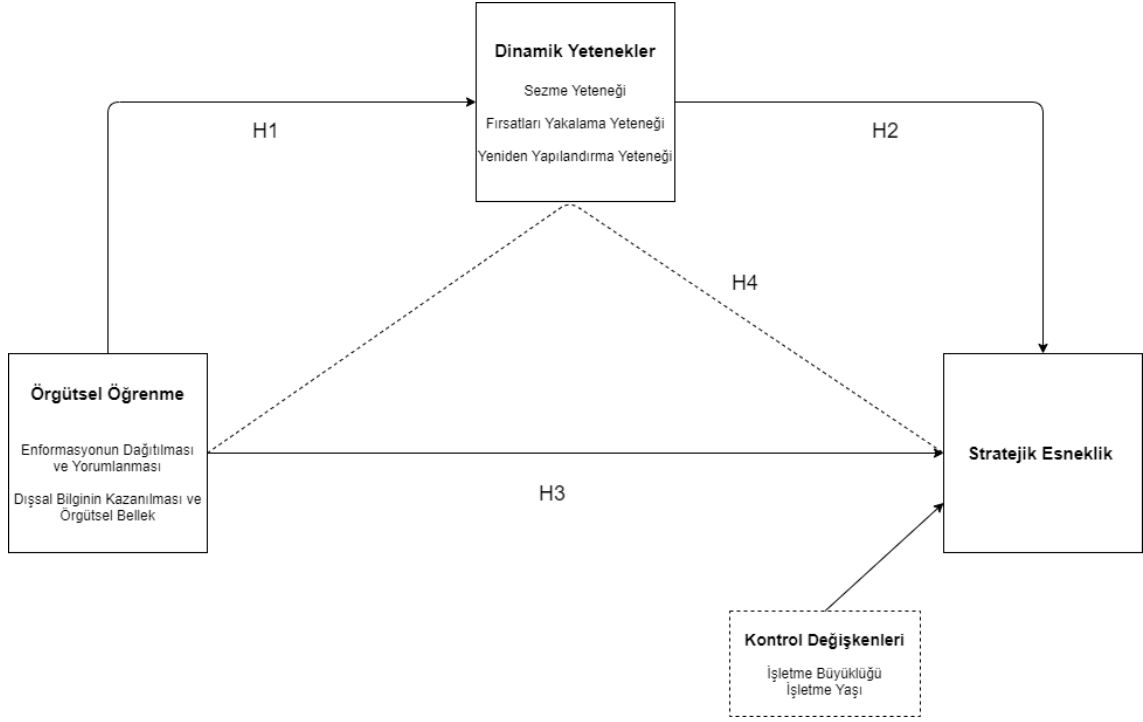 Dinamik Yetenekler
Sezme Yeteneği
Fırsatları Yakalama Yeteneği
Yeniden Yapılandırma Yeteneği
H1
H2
H4
Örgütsel Öğrenme
Enformasyonun Dağıtılması
ve Yorumlanması
Dışsal Bilginin Kazanılması ve
Örgütsel Bellek
H3
Stratejik Esneklik
Kontrol Değişkenleri
İşletme Büyüklüğü
İşletme Yaşı